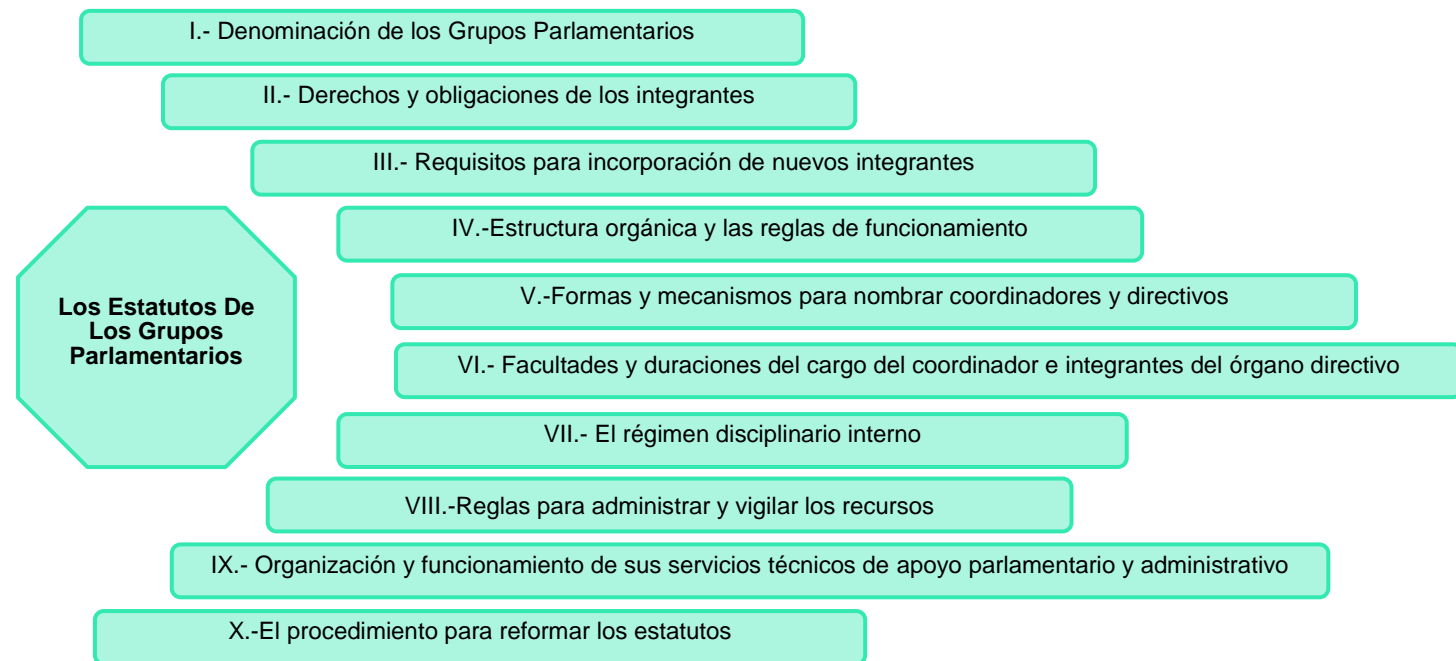 I.- Denominación de los Grupos Parlamentarios
II.- Derechos y obligaciones de los integrantes
III.- Requisitos para incorporación de nuevos integrantes
IV.-Estructura orgánica y las reglas de funcionamiento
Los Estatutos De
Los Grupos
Parlamentarios
V.-Formas y mecanismos para nombrar coordinadores y directivos
VI.- Facultades y duraciones del cargo del coordinador e integrantes del órgano directivo
VII.- El régimen disciplinario interno
VIII.-Reglas para administrar y vigilar los recursos
IX.- Organización y funcionamiento de sus servicios técnicos de apoyo parlamentario y administrativo
X.-El procedimiento para reformar los estatutos